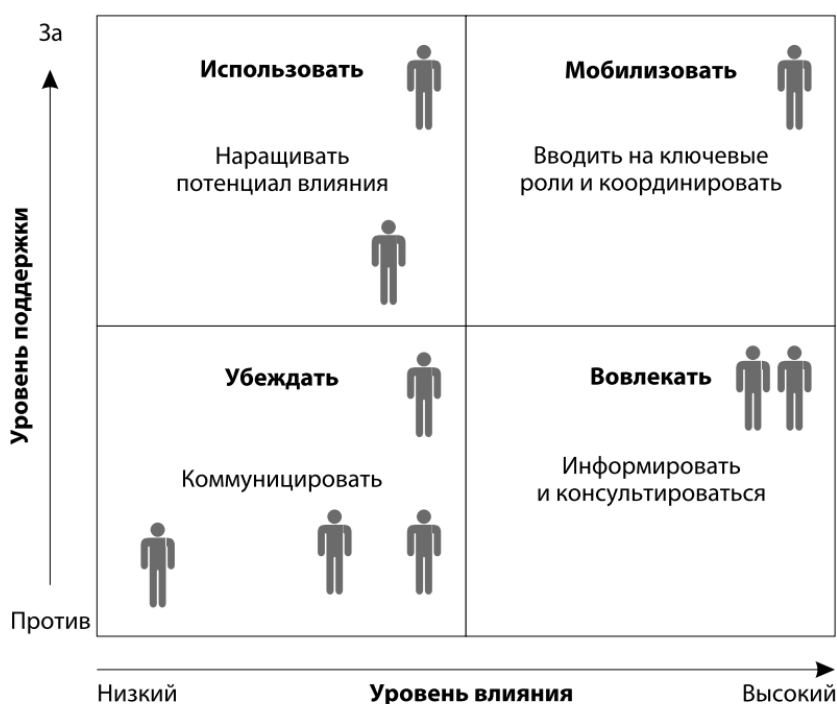 За
Использовать
Наращивать
потенциал влияния
Мобилизовать
Вводить на ключевые
роли и координировать
Уровень поддержки
Убеждать
Коммуницировать
Вовлекать
Информировать
и консультироваться
Против
Низкий
Уровень влияния
Высокий